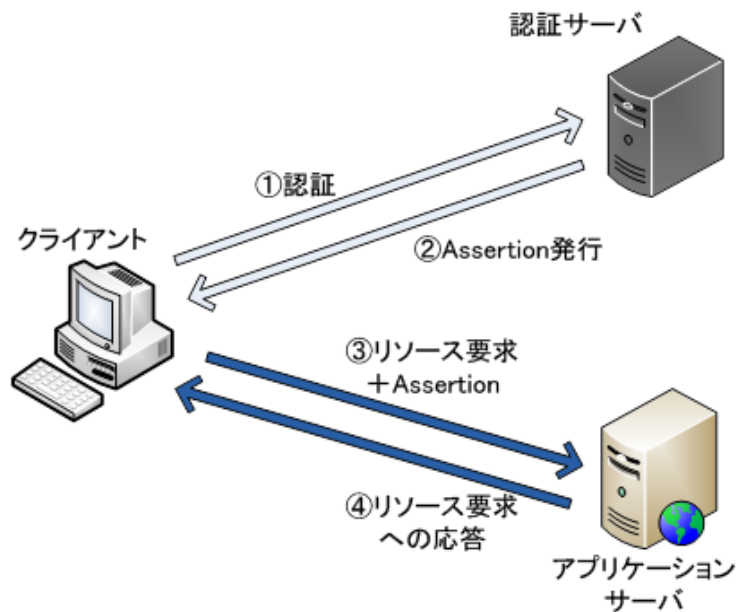 認証サーバ
①認証
②Assertion発行
クライアント
③リソース要求
＋Assertion
④リソース要求
への応答
アプリケーション
サーバ